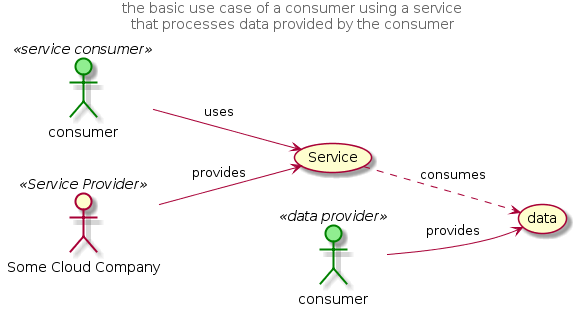 the basic use case of a consumer using a service
that processes data provided by the consumer
«service consumer»
consumer
uses
Service
provides
«Service Provider»
Some Cloud Company
consumes
data
«data provider»
provides
consumer